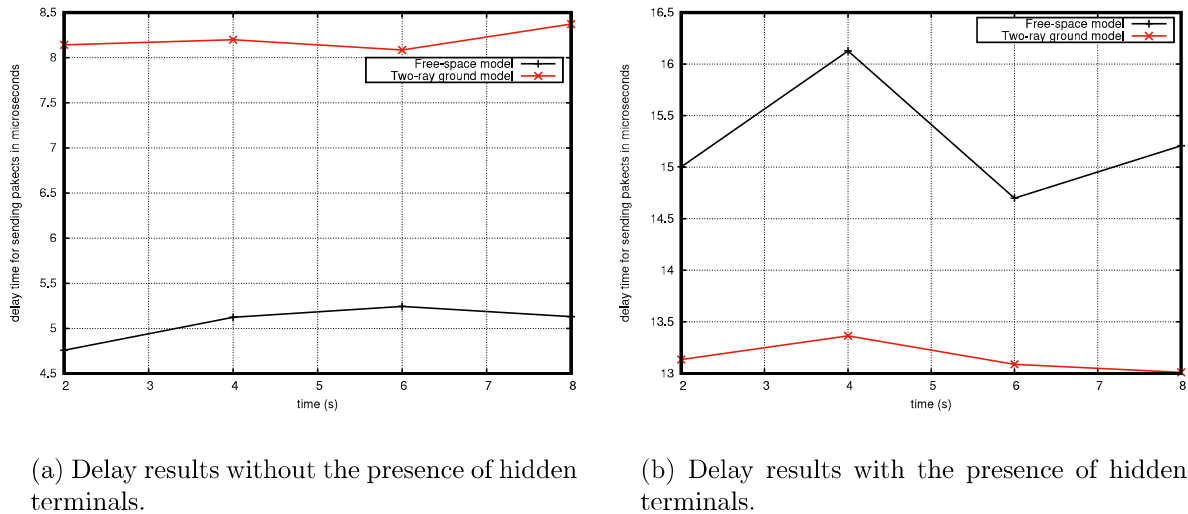 delay time for sending pakects in microseconds
8.5
8
7.5
7
6.5
6
5.5
5
4.5
Free-space model
Two-ray ground model
2 3 4 5 6 7 8
time (s)
(a) Delay results without the presence of hidden
terminals.
delay time for sending pakects in microseconds
16.5
16
15.5
15
14.5
14
13.5
13
Free-space model
Two-ray ground model
2 3 4 5 6 7 8
time (s)
(b) Delay results with the presence of hidden
terminals.